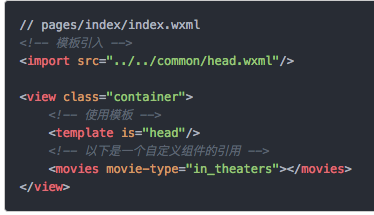 // pages/index/index.wxml
<!-- 模板引入 -->
<import src="../../common/head.wxml"/>
<view class="container">
<!-- 使用模板 -->
<template is="head"/>
<!-- 以下是一个自定义组件的引用 -->
<movies movie-type="in_theaters"></movies>
</view>